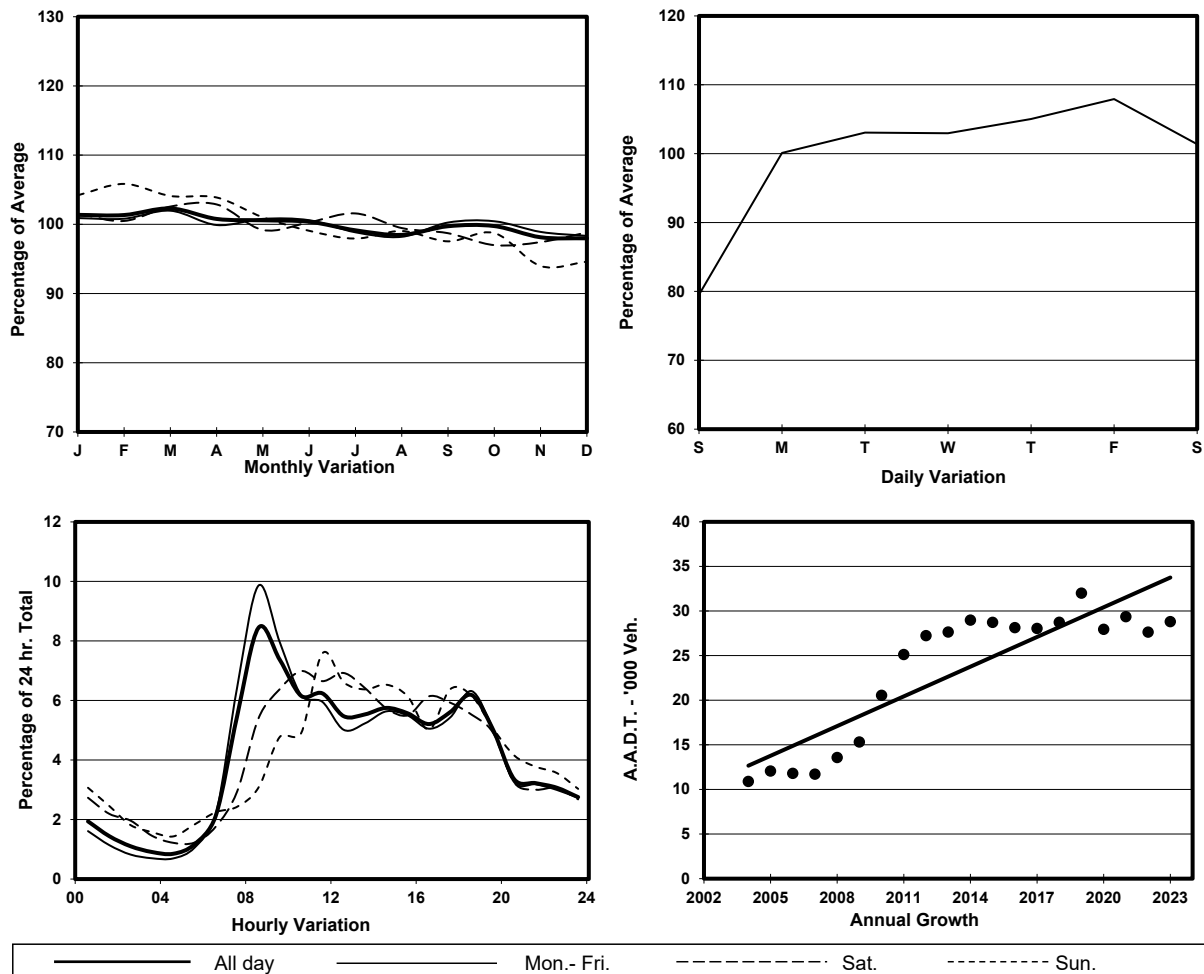 130
120
110
100
90
80
70
Percentage of Average
J F M A M J J A S O N D
Monthly Variation
120
110
100
90
80
70
60
Percentage of Average
S M T W T F S
Daily Variation
12
10
8
6
4
2
0
Percentage of 24 hr. Total
00 04 08 12 16 20 24
Hourly Variation
40
35
30
25
20
15
10
5
0
A.A.D.T. - '000 Veh.
2002 2005 2008 2011 2014 2017 2020 2023
Annual Growth
All day Mon.- Fri. Sat. Sun.